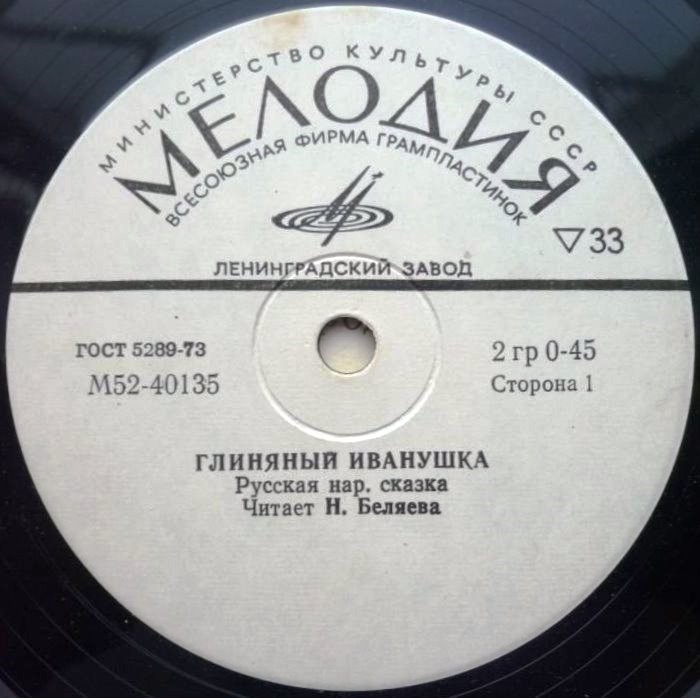 МИНИСТЕРСТВО КУЛЬТУРЫ СССР
МЕЛОДИЯ
ВСЕСОЮЗНАЯ ФИРМА ГРАМПЛАСТИНОК
▽33
ЛЕНИНГРАДСКИЙ ЗАВОД
ГОСТ 5289-73
2 гр 0-45
М52-40135
Сторона 1
ГЛИНЯНЫЙ ИВАНУШКА
Русская нар. сказка
Читает Н. Беляева